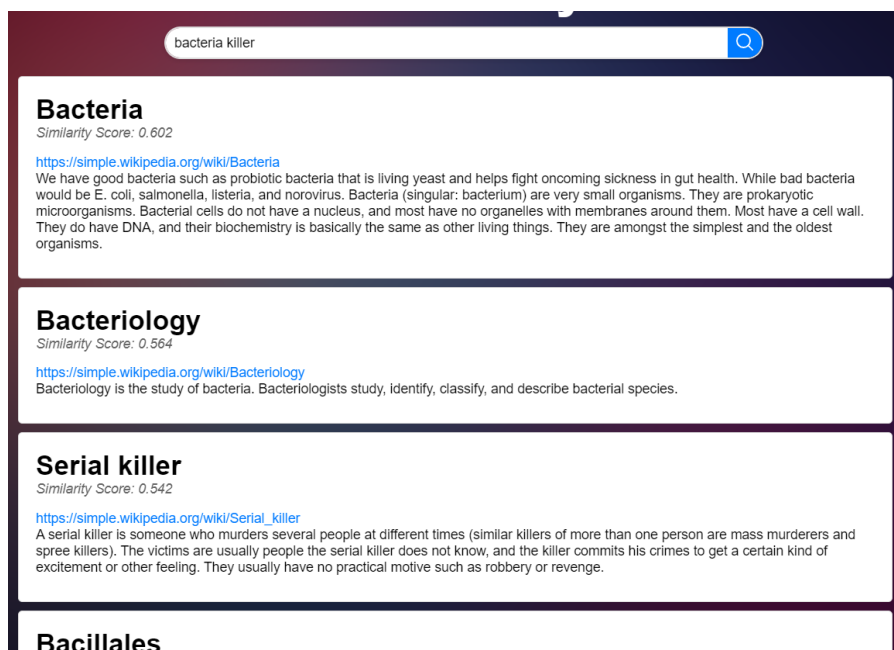 bacteria killer
Bacteria
Similarity Score: 0.602
https://simple.wikipedia.org/wiki/Bacteria
We have good bacteria such as probiotic bacteria that is living yeast and helps fight oncoming sickness in gut health. While bad bacteria
would be E. coli, salmonella, listeria, and norovirus. Bacteria (singular: bacterium) are very small organisms. They are prokaryotic
microorganisms. Bacterial cells do not have a nucleus, and most have no organelles with membranes around them. Most have a cell wall.
They do have DNA, and their biochemistry is basically the same as other living things. They are amongst the simplest and the oldest
organisms.
Bacteriology
Similarity Score: 0.564
https://simple.wikipedia.org/wiki/Bacteriology
Bacteriology is the study of bacteria. Bacteriologists study, identify, classify, and describe bacterial species.
Serial killer
Similarity Score: 0.542
https://simple.wikipedia.org/wiki/Serial_killer
A serial killer is someone who murders several people at different times (similar killers of more than one person are mass murderers and
spree killers). The victims are usually people the serial killer does not know, and the killer commits his crimes to get a certain kind of
excitement or other feeling. They usually have no practical motive such as robbery or revenge.
Bacillales